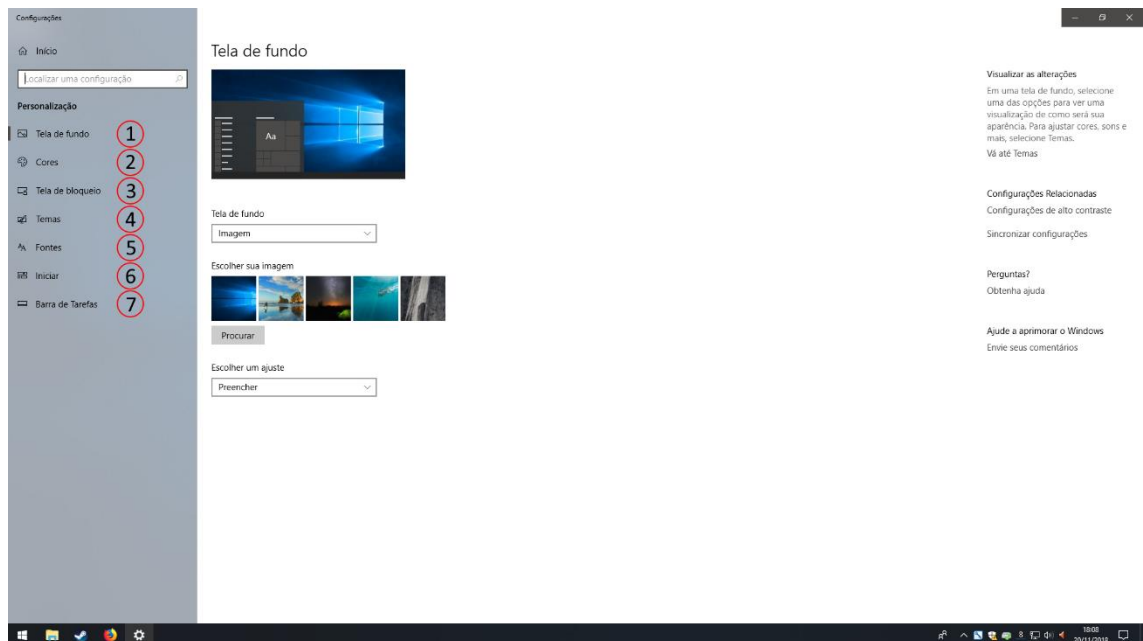 Configurações
Início
Localizar uma configuração
Personalização
Tela de fundo 1
Cores 2
Tela de bloqueio 3
Temas 4
Fontes 5
Iniciar 6
Barra de Tarefas 7
Tela de fundo
Aa
Tela de fundo
Imagem
Escolher sua imagem
Procurar
Escolher um ajuste
Preencher
Visualizar as alterações
Em uma tela de fundo, selecione
uma das opções para ver uma
visualização de como será sua
aparência. Para ajustar cores, sons e
mais, selecione Temas.
Vá até Temas
Configurações Relacionadas
Configurações de alto contraste
Sincronizar configurações
Perguntas?
Obtenha ajuda
Ajude a aprimorar o Windows
Envie seus comentários
18:08
20/11/2018